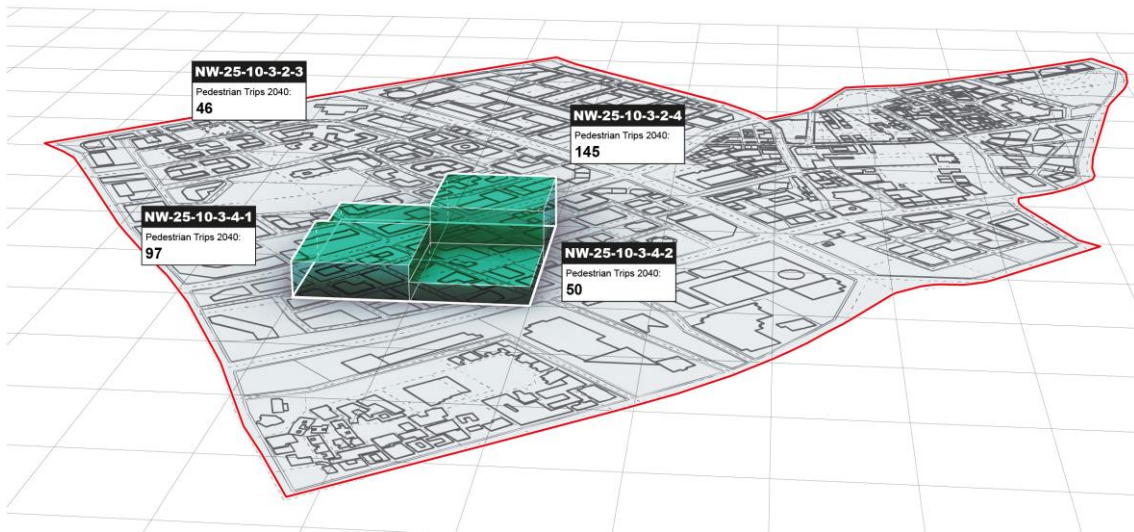 NW-25-10-3-2-3
Pedestrian Trips 2040:
46
NW-25-10-3-2-4
Pedestrian Trips 2040:
145
NW-25-10-3-4-1
Pedestrian Trips 2040:
97
NW-25-10-3-4-2
Pedestrian Trips 2040:
50